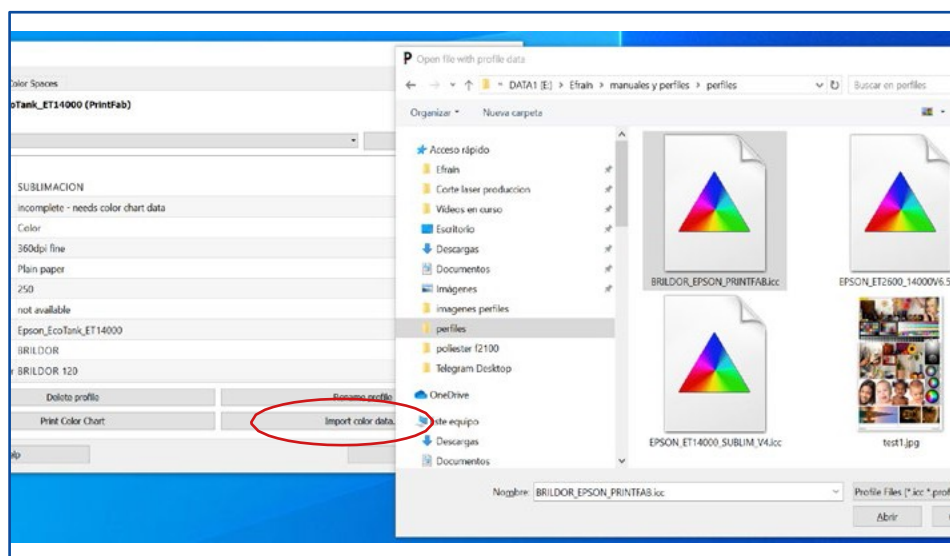 Color Spaces
EcoTank_ET14000 (PrintFab)
SUBLIMACION
incomplete - needs color chart data
Color
360dpi fine
Plain paper
250
not available
Epson_EcoTank_ET14000
BRILDOR
BRILDOR 120
Delete profile
Rename profile
Print Color Chart
Import color data.
Open file with profile data
DATA1 (E:) > Efrain > manuales y perfiles > perfiles
Buscar en perfiles
Organizar
Nueva carpeta
Acceso rápido
Efrain
Corte laser produccion
Vídeos en curso
Escritorio
Descargas
Documentos
Imágenes
imagenes perfiles
perfiles
poliester f2100
Telegram Desktop
OneDrive
Este equipo
Descargas
Documentos
BRILDOR_EPSON_PRINTFAB.icc
EPSON_ET2600_14000V6.5
EPSON_ET14000_SUBLIM_V4.icc
test1.jpg
Nombre: BRILDOR_EPSON_PRINTFAB.icc
Profile Files (*.icc *.prof
Abrir